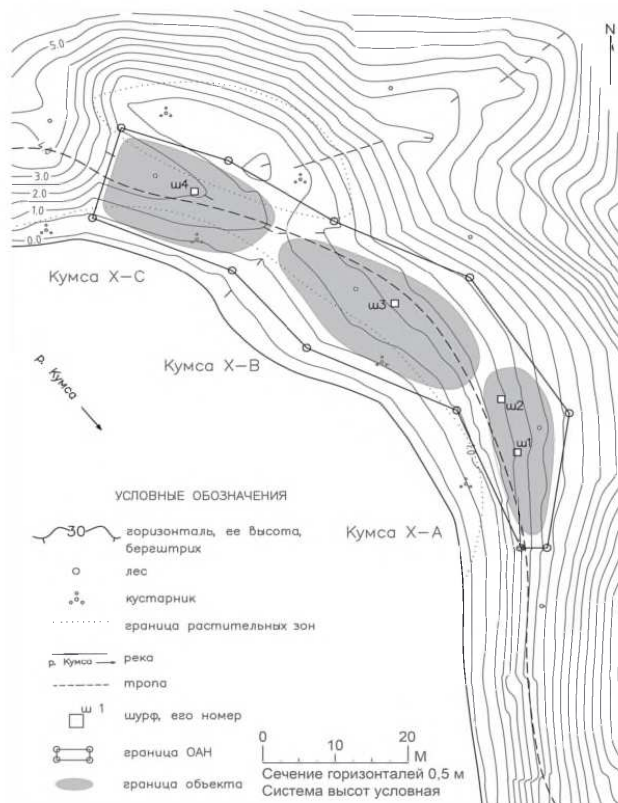 5.0
N
3.0
2.0
1.0
0.0
ш4
Кумса X–C
ш3
Кумса X–B
ш2
ш1
р. Кумса
Кумса X–A
УСЛОВНЫЕ ОБОЗНАЧЕНИЯ
30 горизонталь, ее высота,
бергштрих
лес
кустарник
граница растительных зон
р. Кумса река
тропа
ш 1 шурф, его номер
граница ОАН
граница объекта
0 10 20
М
Сечение горизонталей 0,5 м
Система высот условная